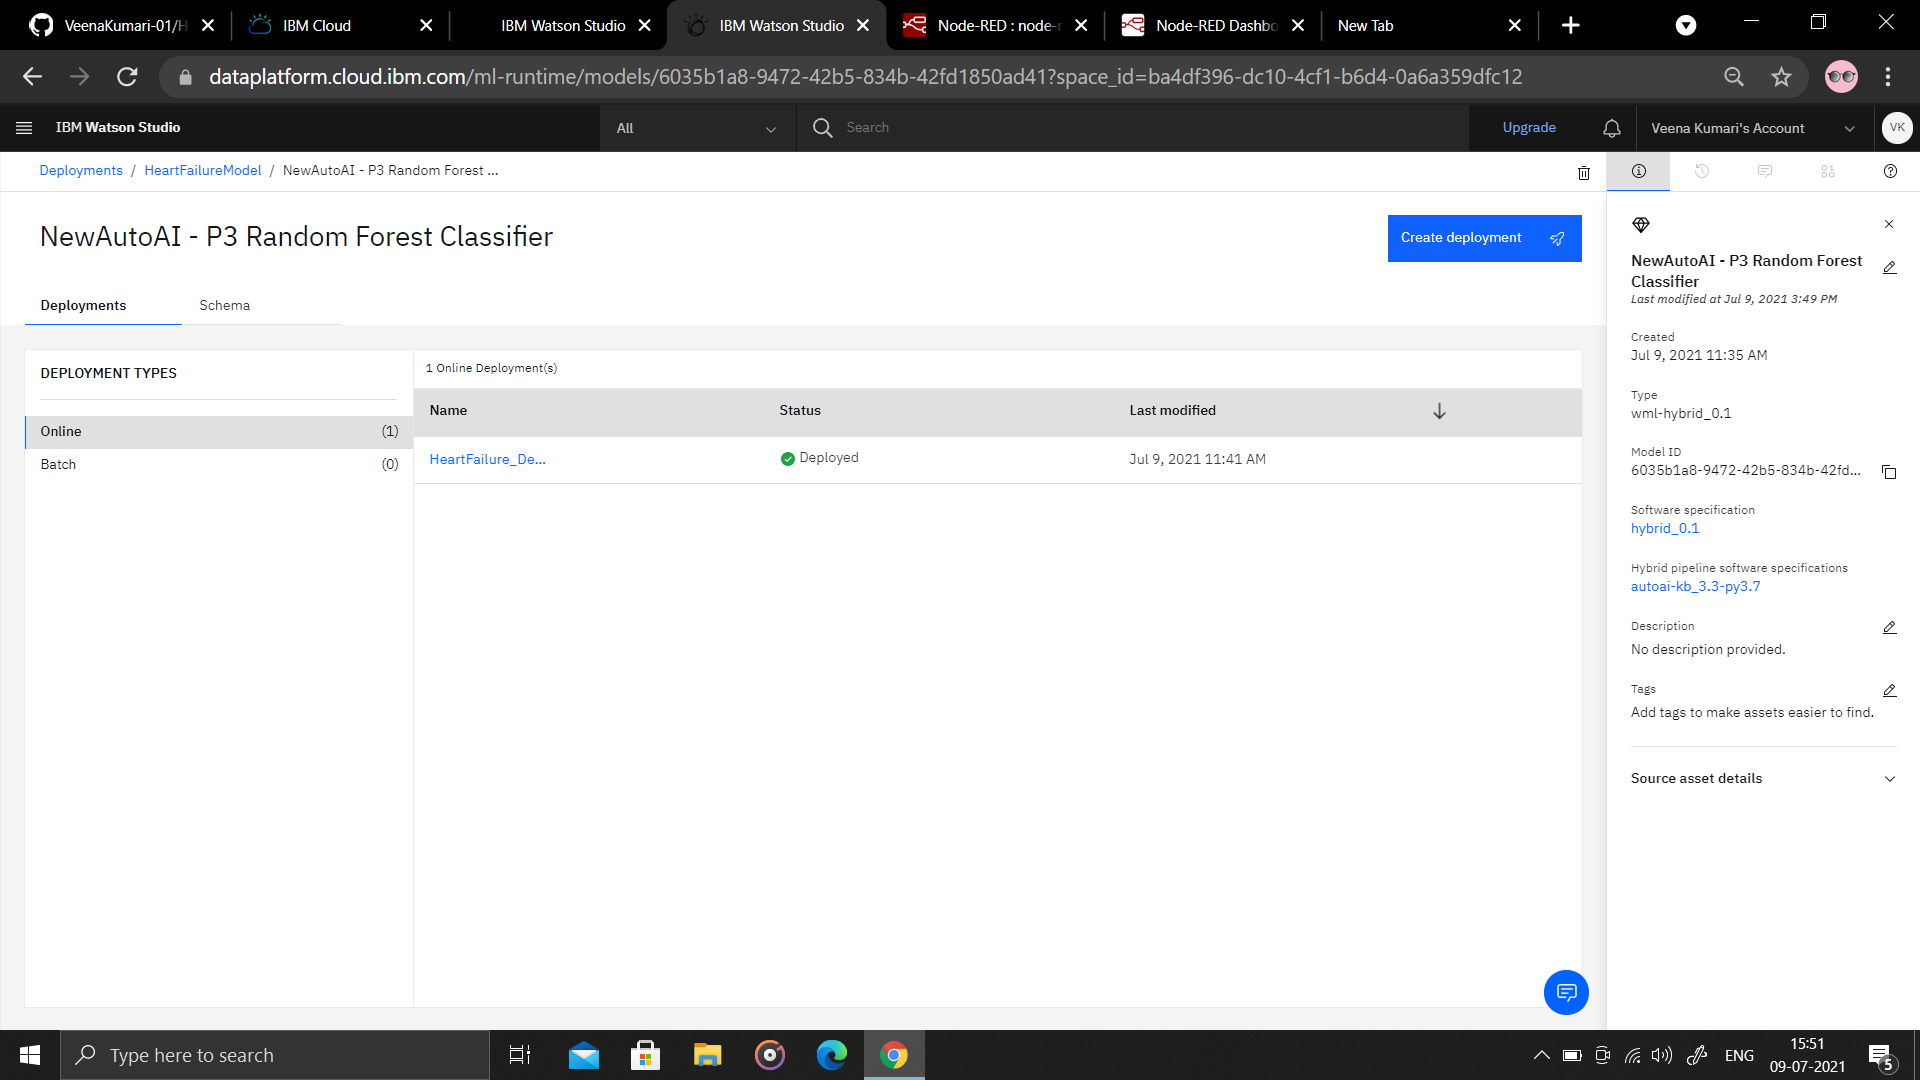 VeenaKumari-01/H
IBM Cloud
IBM Watson Studio
IBM Watson Studio
Node-RED : node-r
Node-RED Dashbo
New Tab
dataplatform.cloud.ibm.com/ml-runtime/models/6035b1a8-9472-42b5-834b-42fd1850ad41?space_id=ba4df396-dc10-4cf1-b6d4-0a6a359dfc12
IBM Watson Studio
All
Search
Upgrade
Veena Kumari's Account
VK
Deployments / HeartFailureModel / NewAutoAI - P3 Random Forest ...
NewAutoAI - P3 Random Forest Classifier
Create deployment
Deployments
Schema
DEPLOYMENT TYPES
Online (1)
Batch (0)
1 Online Deployment(s)
Name Status Last modified
HeartFailure_De... Deployed Jul 9, 2021 11:41 AM
NewAutoAI - P3 Random Forest
Classifier
Last modified at Jul 9, 2021 3:49 PM
Created
Jul 9, 2021 11:35 AM
Type
wml-hybrid_0.1
Model ID
6035b1a8-9472-42b5-834b-42fd...
Software specification
hybrid_0.1
Hybrid pipeline software specifications
autoai-kb_3.3-py3.7
Description
No description provided.
Tags
Add tags to make assets easier to find.
Source asset details
Type here to search
ENG
15:51
09-07-2021
5